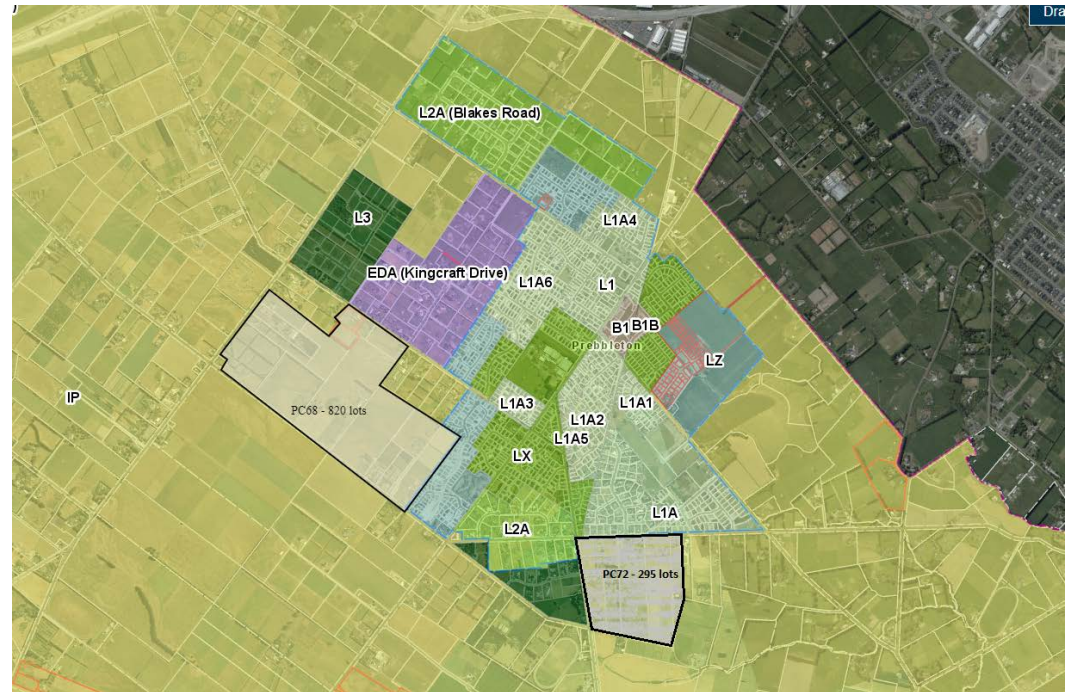 Dra
L2A (Blakes Road)
L3
L1A4
EDA (Kingcraft Drive)
L1A6
L1
B1
B1B
Prebbleton
LZ
IP
PC68 - 820 lots
L1A3
L1A1
L1A2
L1A5
LX
L1A
L2A
PC72 - 295 lots